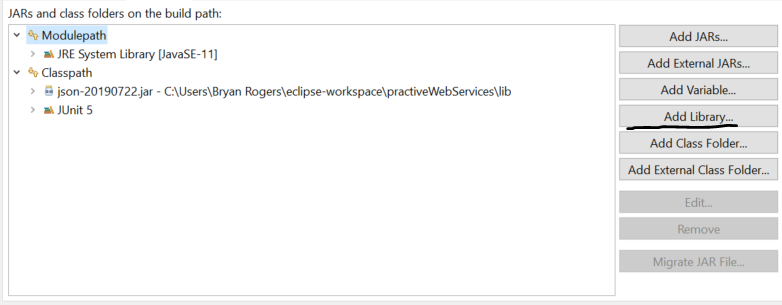 JARs and class folders on the build path:
Modulepath
JRE System Library [JavaSE-11]
Classpath
json-20190722.jar - C:\Users\Bryan Rogers\eclipse-workspace\practiveWebServices\lib
JUnit 5
Add JARs...
Add External JARs...
Add Variable...
Add Library...
Add Class Folder...
Add External Class Folder...
Edit...
Remove
Migrate JAR File...